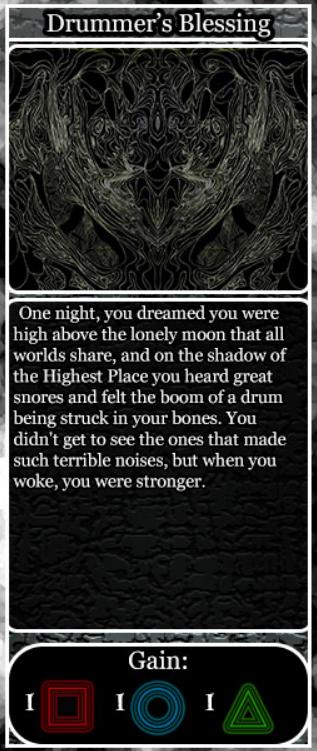 Drummer's Blessing
One night, you dreamed you were
high above the lonely moon that all
worlds share, and on the shadow of
the Highest Place you heard great
snores and felt the boom of a drum
being struck in your bones. You
didn't get to see the ones that made
such terrible noises, but when you
woke, you were stronger.
Gain:
1 1 1